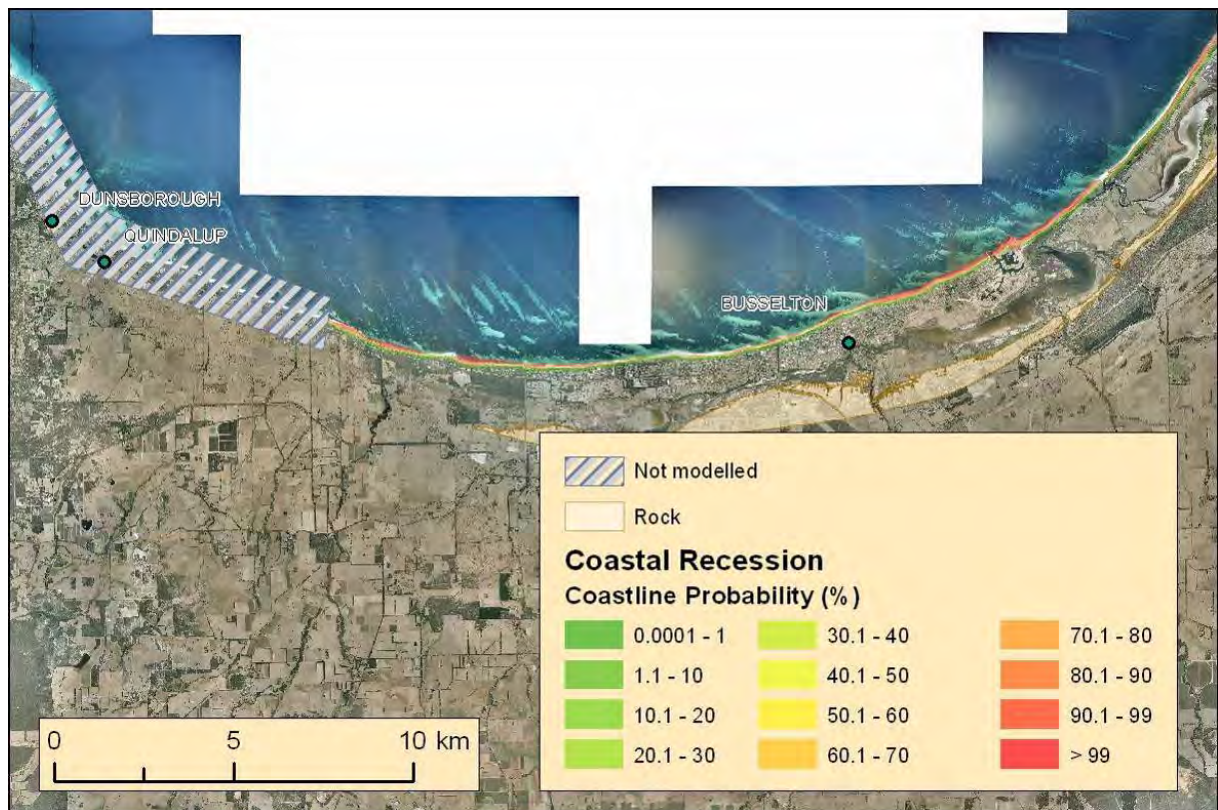 DUNSBOROUGH
QUINDALUP
BUSSELTON
Not modelled
Rock
Coastal Recession
Coastline Probability (%)
0.0001 - 1
30.1 - 40
70.1 - 80
1.1 - 10
40.1 - 50
80.1 - 90
10.1 - 20
50.1 - 60
90.1 - 99
20.1 - 30
60.1 - 70
> 99
0 5 10 km